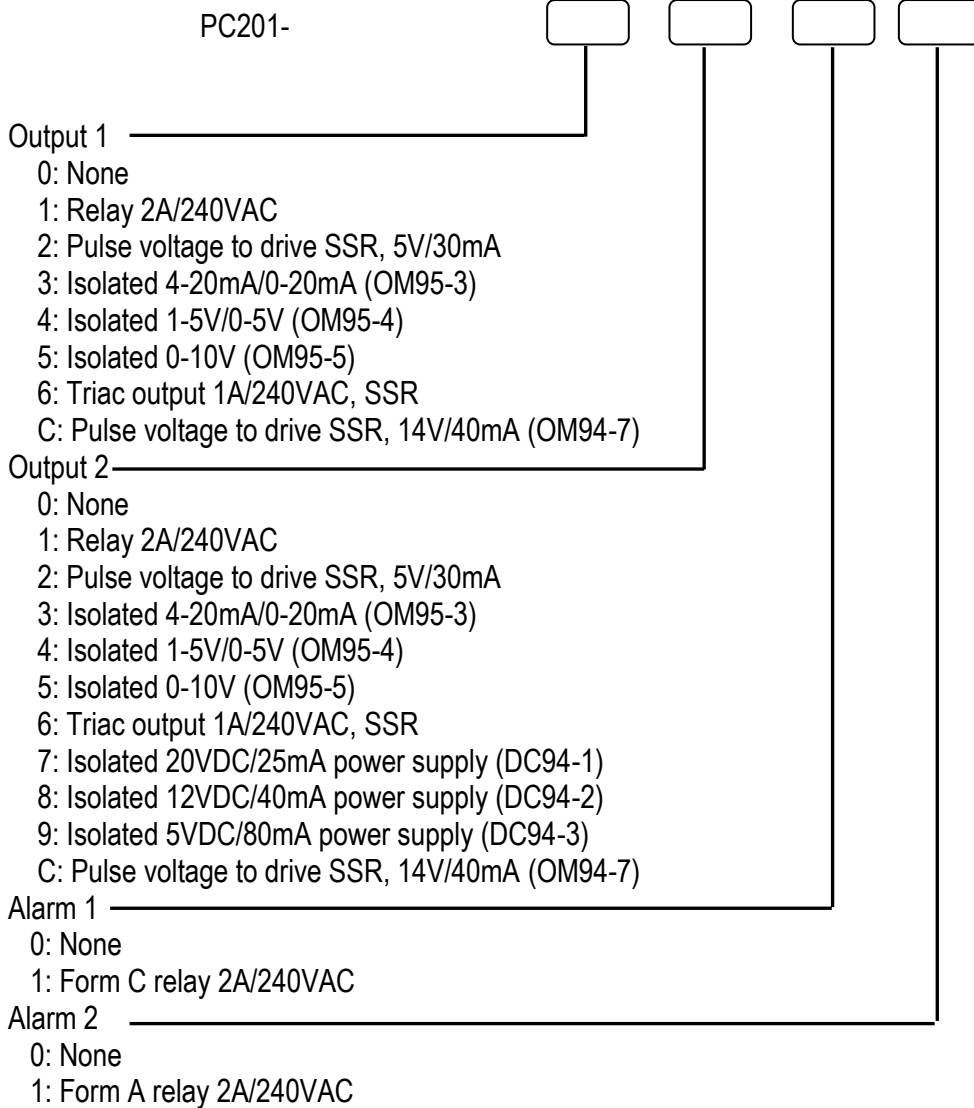 PC201-
Output 1
0: None
1: Relay 2A/240VAC
2: Pulse voltage to drive SSR, 5V/30mA
3: Isolated 4-20mA/0-20mA (OM95-3)
4: Isolated 1-5V/0-5V (OM95-4)
5: Isolated 0-10V (OM95-5)
6: Triac output 1A/240VAC, SSR
C: Pulse voltage to drive SSR, 14V/40mA (OM94-7)
Output 2
0: None
1: Relay 2A/240VAC
2: Pulse voltage to drive SSR, 5V/30mA
3: Isolated 4-20mA/0-20mA (OM95-3)
4: Isolated 1-5V/0-5V (OM95-4)
5: Isolated 0-10V (OM95-5)
6: Triac output 1A/240VAC, SSR
7: Isolated 20VDC/25mA power supply (DC94-1)
8: Isolated 12VDC/40mA power supply (DC94-2)
9: Isolated 5VDC/80mA power supply (DC94-3)
C: Pulse voltage to drive SSR, 14V/40mA (OM94-7)
Alarm 1
0: None
1: Form C relay 2A/240VAC
Alarm 2
0: None
1: Form A relay 2A/240VAC